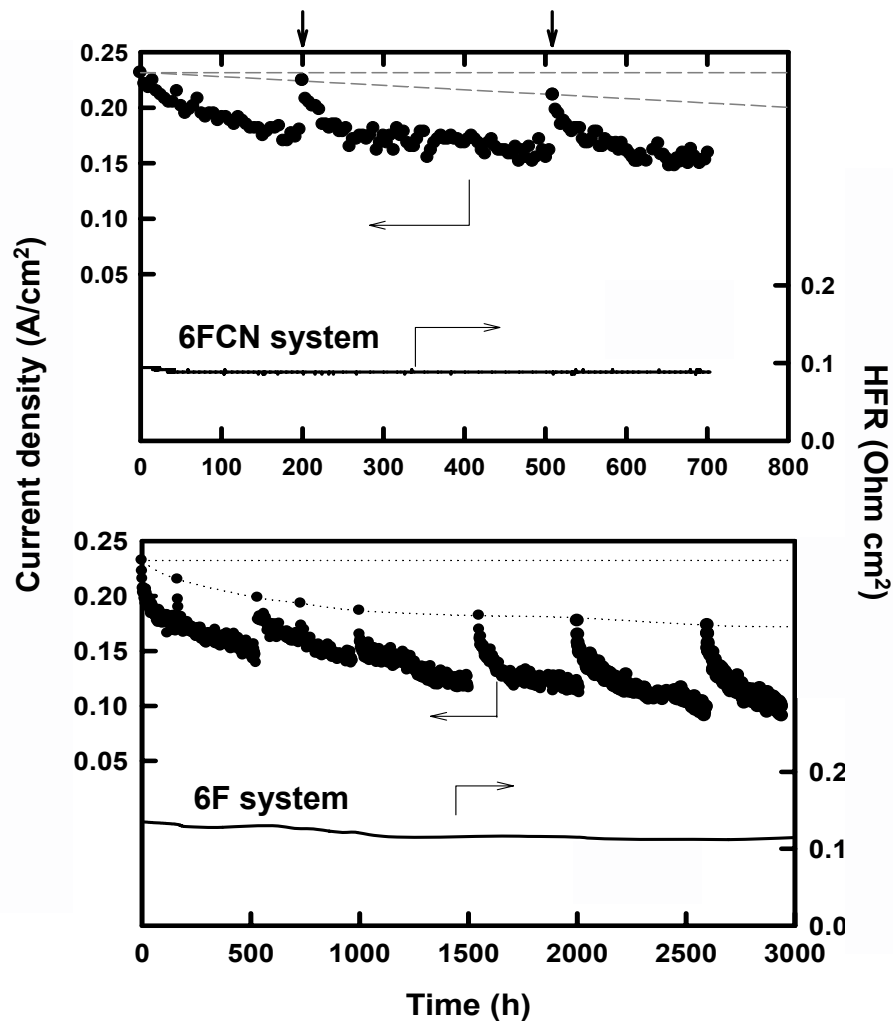 0.25
0.20
0.15
0.10
0.05
0.2
0.1
0.0
6FCN system
0 100 200 300 400 500 600 700 800
Current density (A/cm²)
HFR (Ohm cm²)
0.25
0.20
0.15
0.10
0.05
0.2
0.1
0.0
6F system
0 500 1000 1500 2000 2500 3000
Time (h)